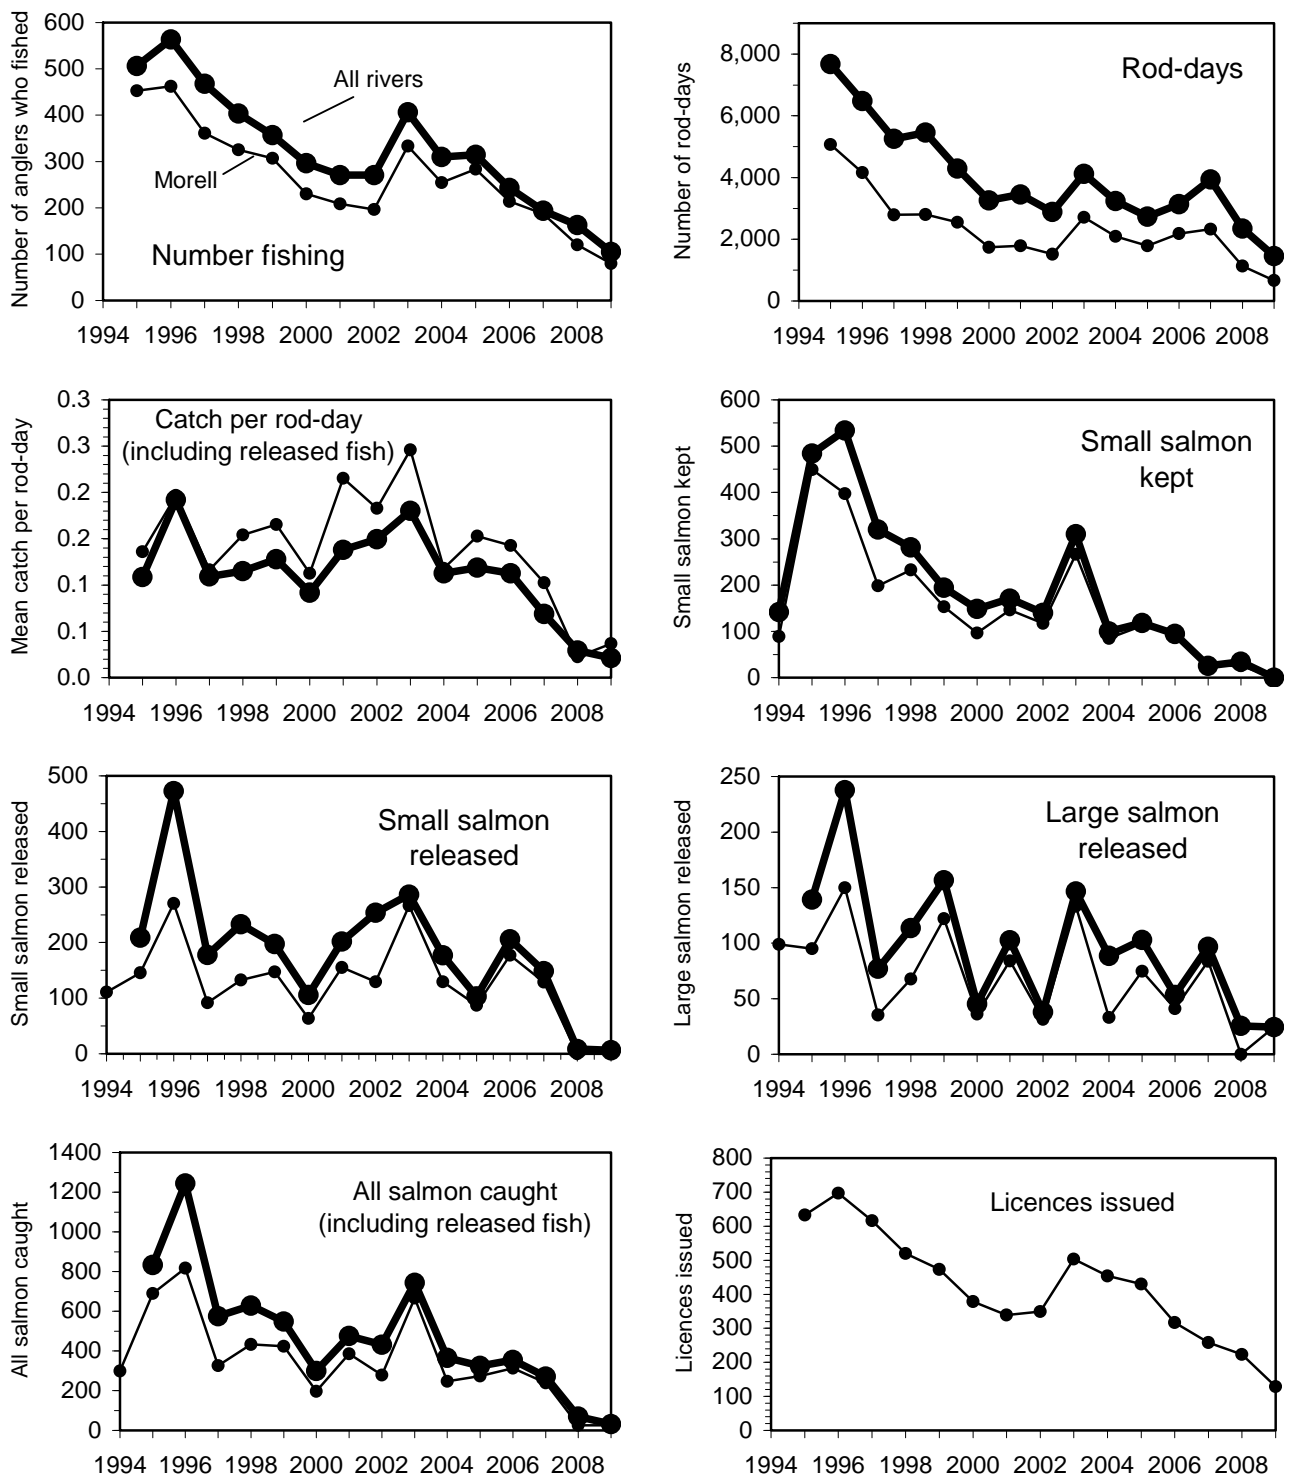 Number of anglers who fished
600
500
400
300
200
100
0
All rivers
Morell
Number fishing
1994 1996 1998 2000 2002 2004 2006 2008
Number of rod-days
8,000
6,000
4,000
2,000
0
Rod-days
1994 1996 1998 2000 2002 2004 2006 2008
Mean catch per rod-day
0.3
0.3
0.2
0.2
0.1
0.1
0.0
Catch per rod-day
(including released fish)
1994 1996 1998 2000 2002 2004 2006 2008
Small salmon kept
600
500
400
300
200
100
0
Small salmon
kept
1994 1996 1998 2000 2002 2004 2006 2008
Small salmon released
500
400
300
200
100
0
Small salmon
released
1994 1996 1998 2000 2002 2004 2006 2008
Large salmon released
250
200
150
100
50
0
Large salmon
released
1994 1996 1998 2000 2002 2004 2006 2008
All salmon caught
1400
1200
1000
800
600
400
200
0
All salmon caught
(including released fish)
1994 1996 1998 2000 2002 2004 2006 2008
Licences issued
800
700
600
500
400
300
200
100
0
Licences issued
1994 1996 1998 2000 2002 2004 2006 2008